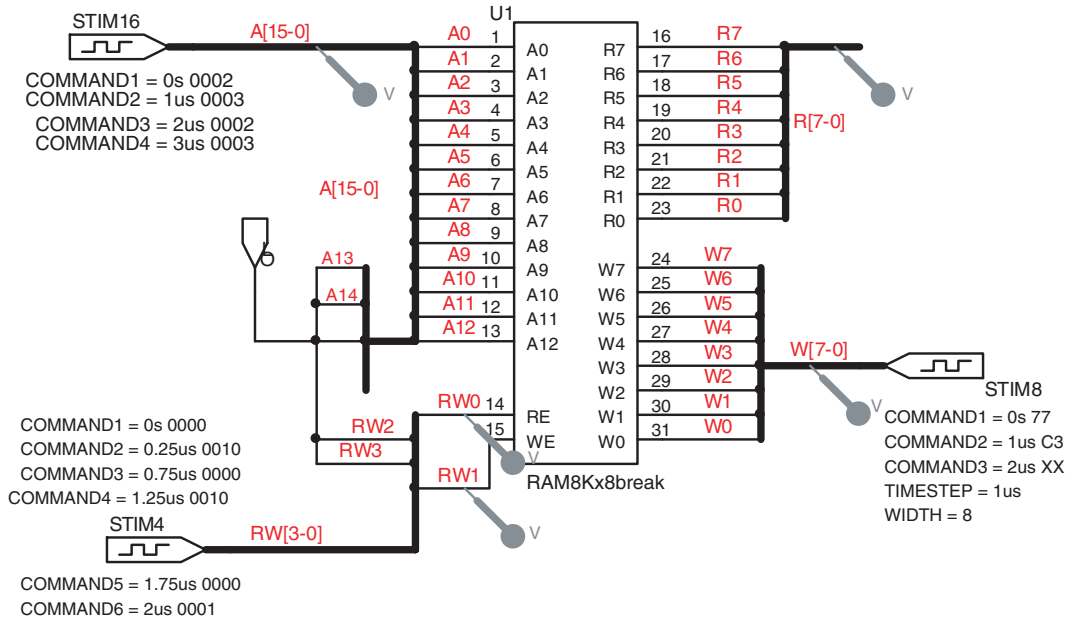 STIM16
A[15-0]
COMMAND1 = 0s 0002
COMMAND2 = 1us 0003
COMMAND3 = 2us 0002
COMMAND4 = 3us 0003
V
A[15-0]
A13
A14
U1
A0 1 A0
A1 2 A1
A2 3 A2
A3 4 A3
A4 5 A4
A5 6 A5
A6 7 A6
A7 8 A7
A8 9 A8
A9 10 A9
A10 11 A10
A11 12 A11
A12 13 A12
RW0 14 RE
15 WE
RW2
RW3
RW1
V
V
R7 16 R7
R6 17 R6
R5 18 R5
R4 19 R4
R3 20 R3
R2 21 R2
R1 22 R1
R0 23 R0
R[7-0]
V
W7 24 W7
W6 25 W6
W5 26 W5
W4 27 W4
W3 28 W3
W2 29 W2
W1 30 W1
W0 31 W0
RAM8Kx8break
W[7-0]
V
STIM8
COMMAND1 = 0s 77
COMMAND2 = 1us C3
COMMAND3 = 2us XX
TIMESTEP = 1us
WIDTH = 8
COMMAND1 = 0s 0000
COMMAND2 = 0.25us 0010
COMMAND3 = 0.75us 0000
COMMAND4 = 1.25us 0010
STIM4
RW[3-0]
COMMAND5 = 1.75us 0000
COMMAND6 = 2us 0001